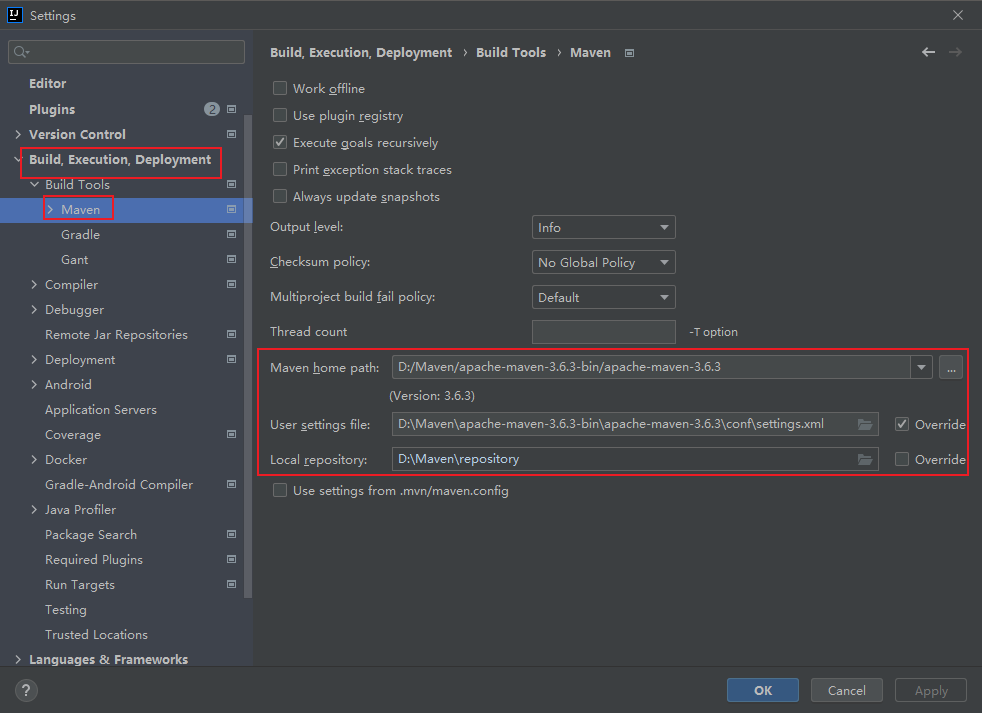 Settings
Editor
Plugins 2
Version Control
Build, Execution, Deployment
Build Tools
Maven
Gradle
Gant
Compiler
Debugger
Remote Jar Repositories
Deployment
Android
Application Servers
Coverage
Docker
Gradle-Android Compiler
Java Profiler
Package Search
Required Plugins
Run Targets
Testing
Trusted Locations
Languages & Frameworks
Build, Execution, Deployment › Build Tools › Maven
Work offline
Use plugin registry
Execute goals recursively
Print exception stack traces
Always update snapshots
Output level: Info
Checksum policy: No Global Policy
Multiproject build fail policy: Default
Thread count -T option
Maven home path: D:/Maven/apache-maven-3.6.3-bin/apache-maven-3.6.3 ...
(Version: 3.6.3)
User settings file: D:\Maven\apache-maven-3.6.3-bin\apache-maven-3.6.3\conf\settings.xml Override
Local repository: D:\Maven\repository Override
Use settings from .mvn/maven.config
? OK Cancel Apply